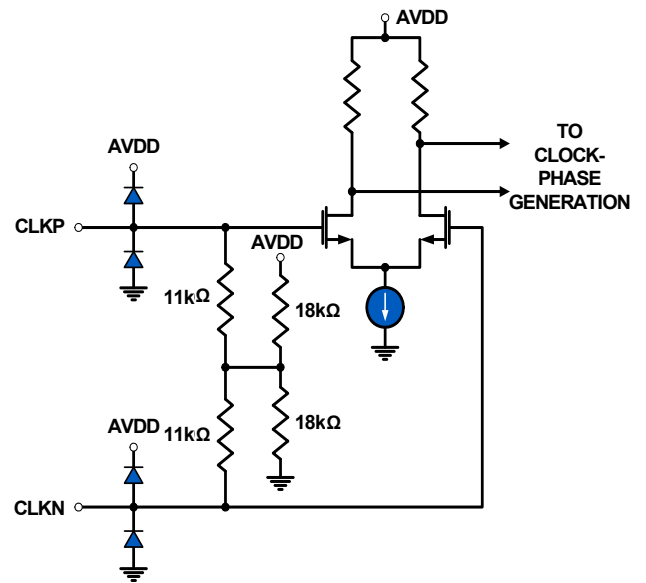 AVDD
TO
CLOCK-
PHASE
GENERATION
AVDD
CLKP
AVDD
11kΩ
18kΩ
11kΩ
18kΩ
AVDD
CLKN